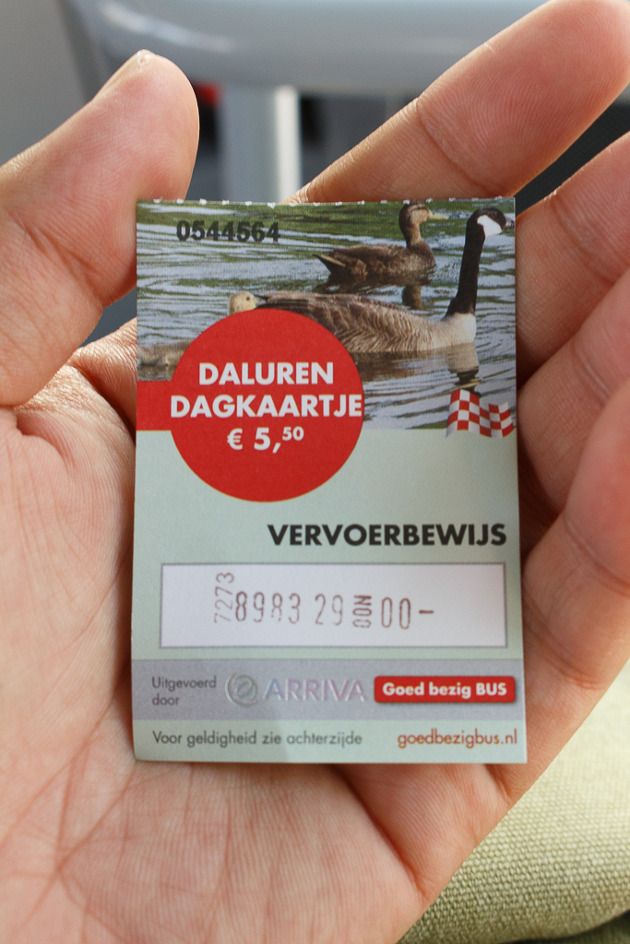 0544564
DALUREN
DAGKAARTJE
€ 5,50
VERVOERBEWIJS
7273
8983 29 NOO 00-
Uitgevoerd
door
ARRIVA
Goed bezig BUS
Voor geldigheid zie achterzijde
goedbezigbus.nl